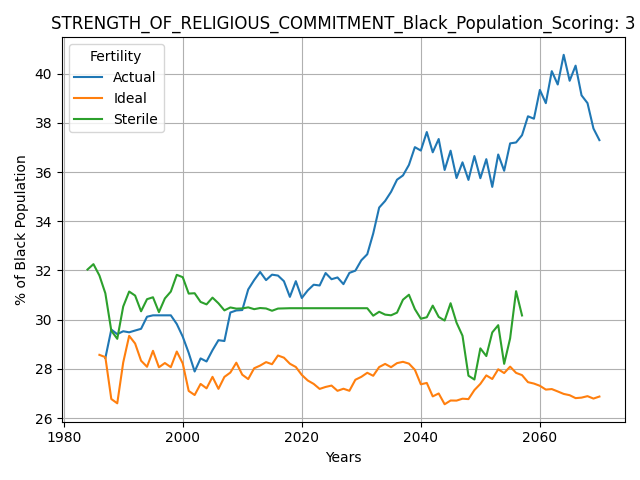 STRENGTH_OF_RELIGIOUS_COMMITMENT_Black_Population_Scoring: 3
Fertility
Actual
Ideal
Sterile
% of Black Population
40
38
36
34
32
30
28
26
1980
2000
2020
2040
2060
Years